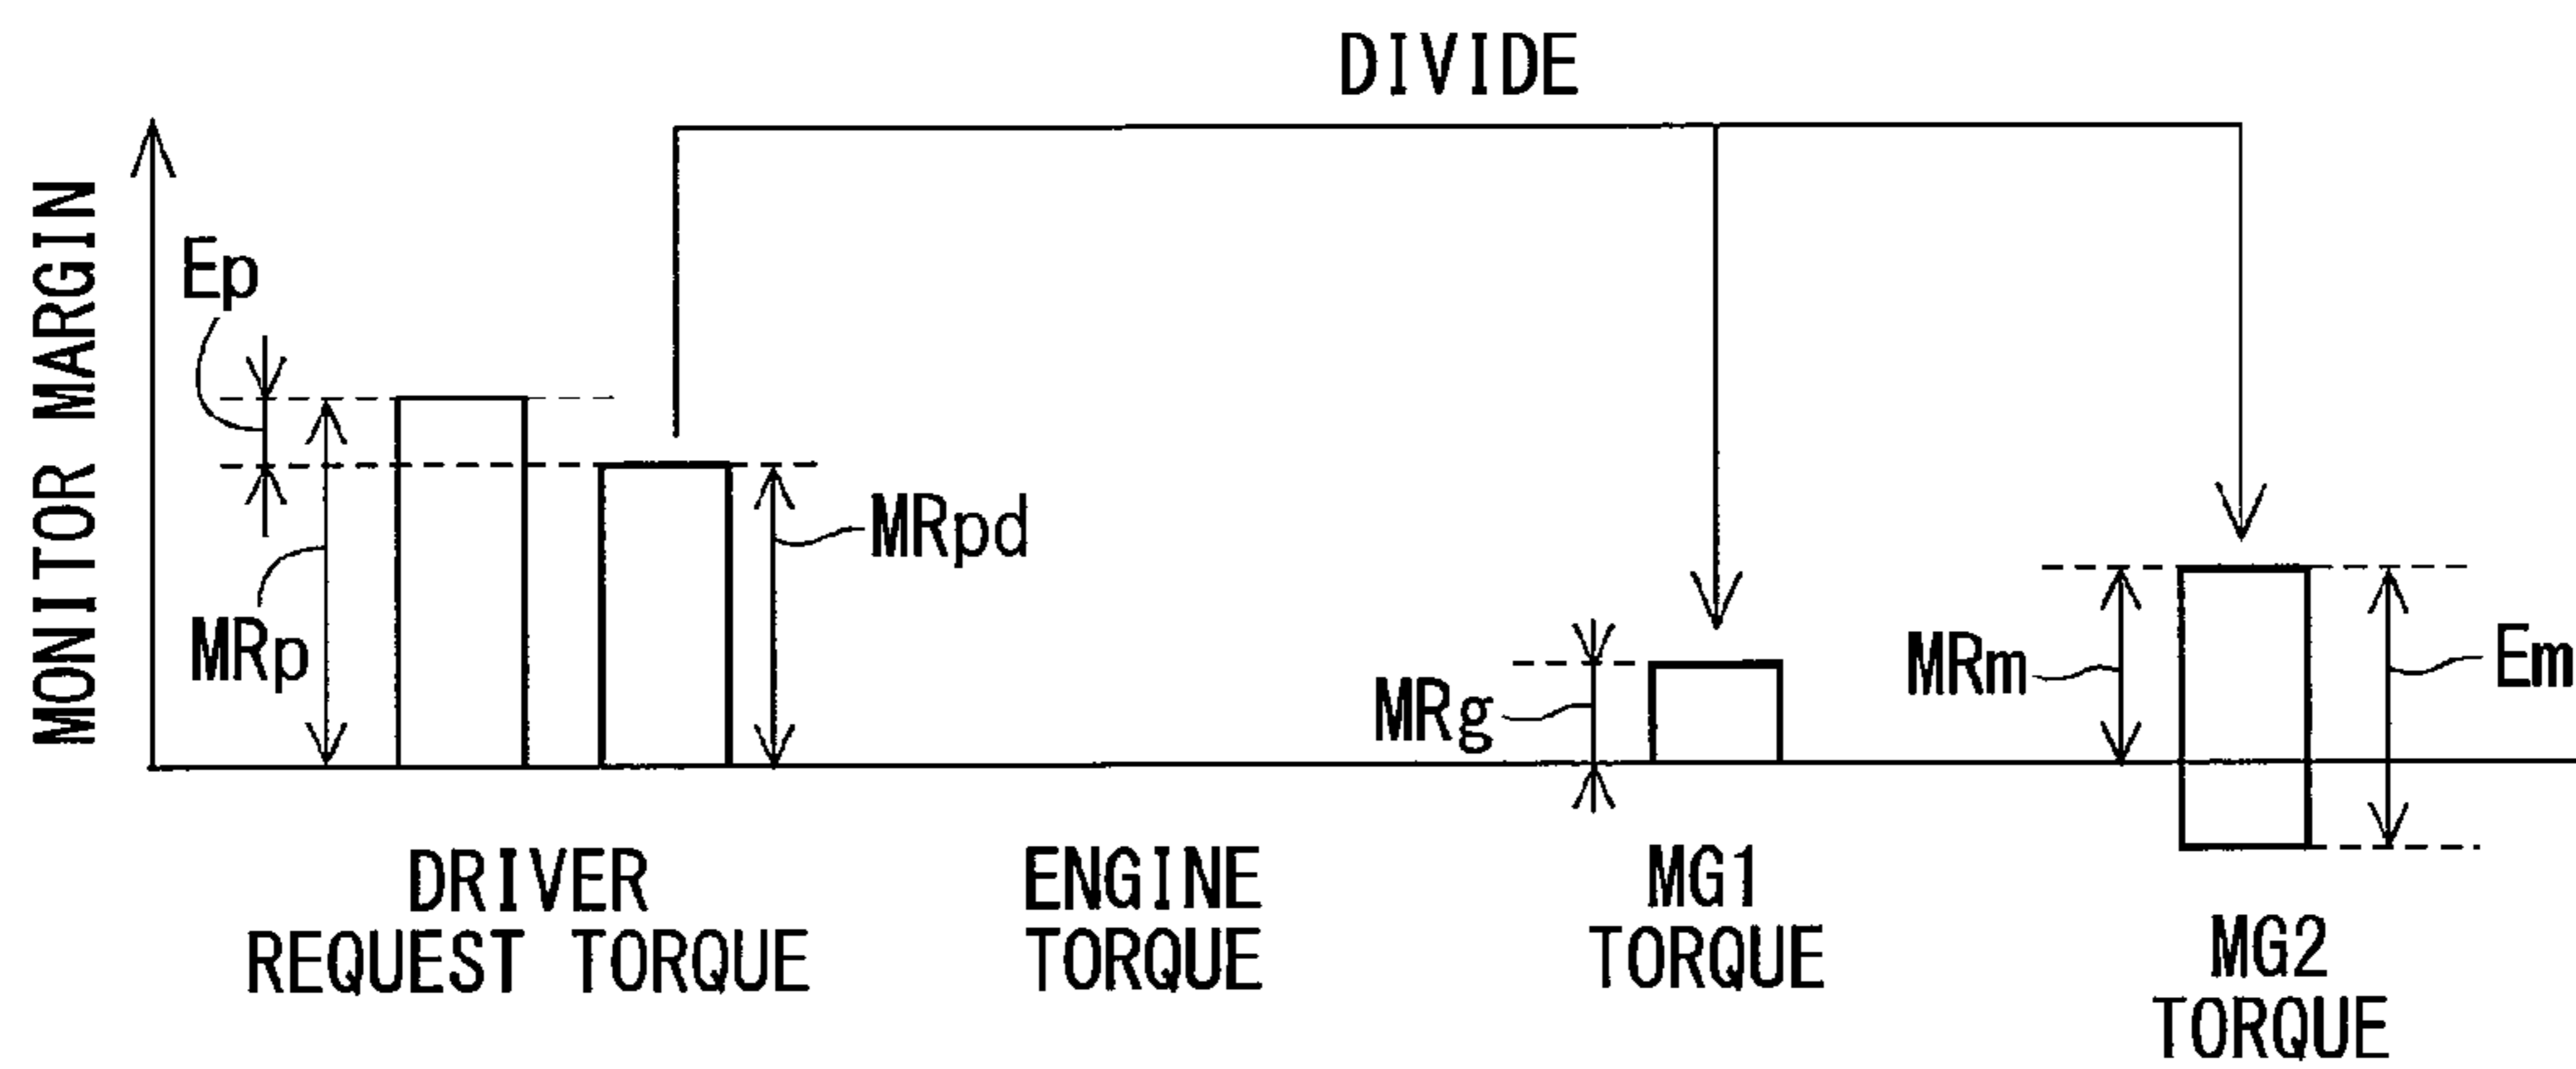 DIVIDE
MONITOR MARGIN
Ep
MRp
MRpd
MRg
MRm
Em
DRIVER
REQUEST TORQUE
ENGINE
TORQUE
MG1
TORQUE
MG2
TORQUE